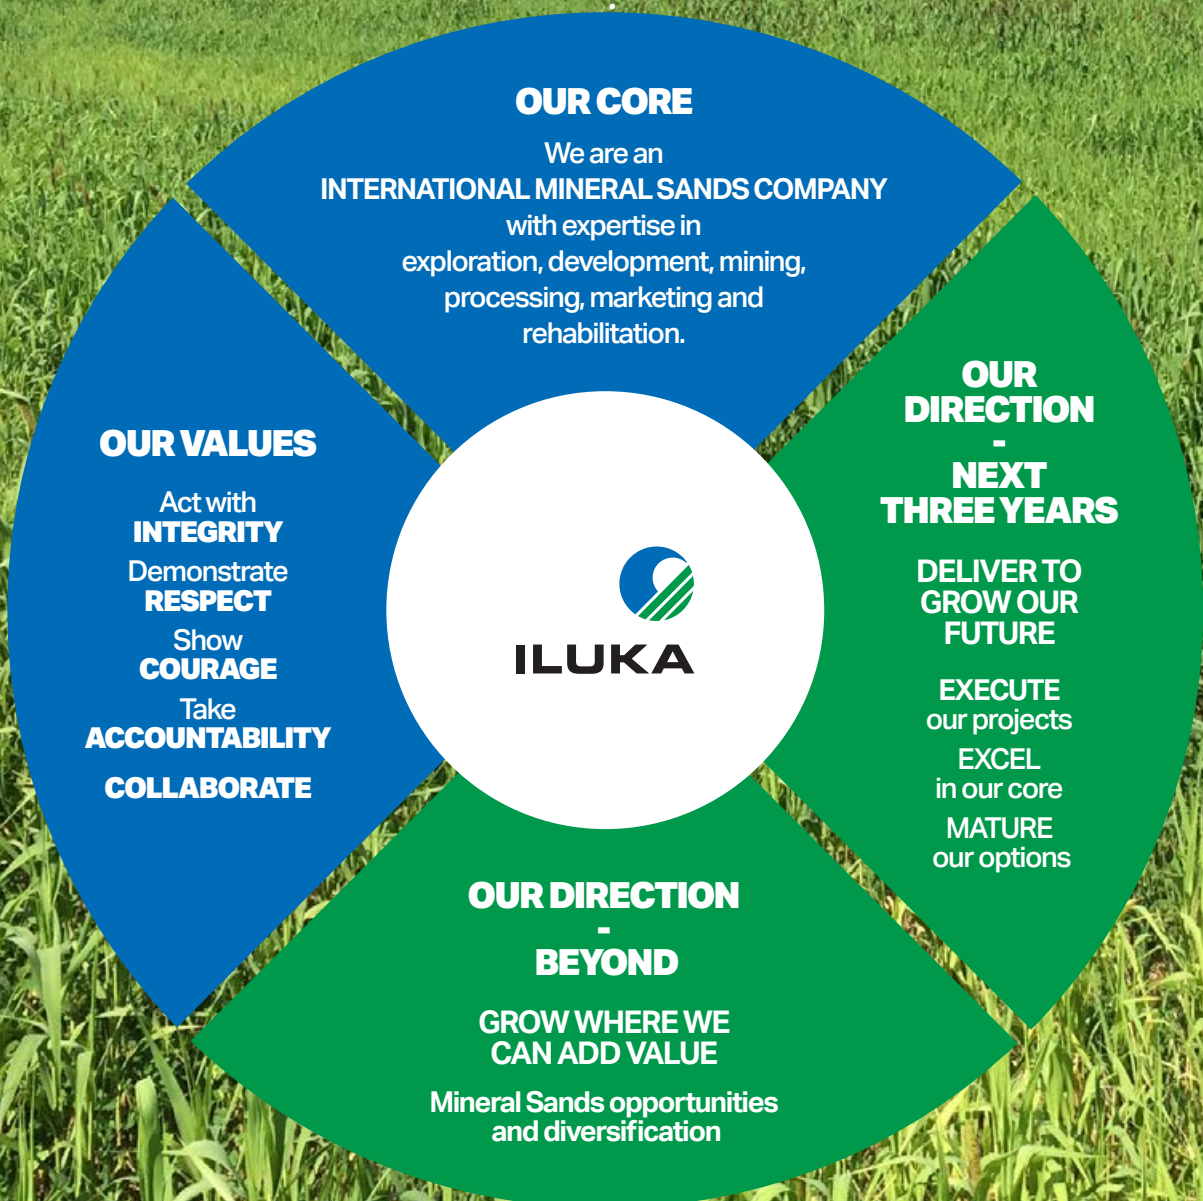 OUR CORE
We are an
INTERNATIONAL MINERAL SANDS COMPANY
with expertise in
exploration, development, mining,
processing, marketing and
rehabilitation.
OUR
DIRECTION
-
NEXT
THREE YEARS
DELIVER TO
GROW OUR
FUTURE
EXECUTE
our projects
EXCEL
in our core
MATURE
our options
OUR DIRECTION
-
BEYOND
GROW WHERE WE
CAN ADD VALUE
Mineral Sands opportunities
and diversification
OUR VALUES
Act with
INTEGRITY
Demonstrate
RESPECT
Show
COURAGE
Take
ACCOUNTABILITY
COLLABORATE
ILUKA